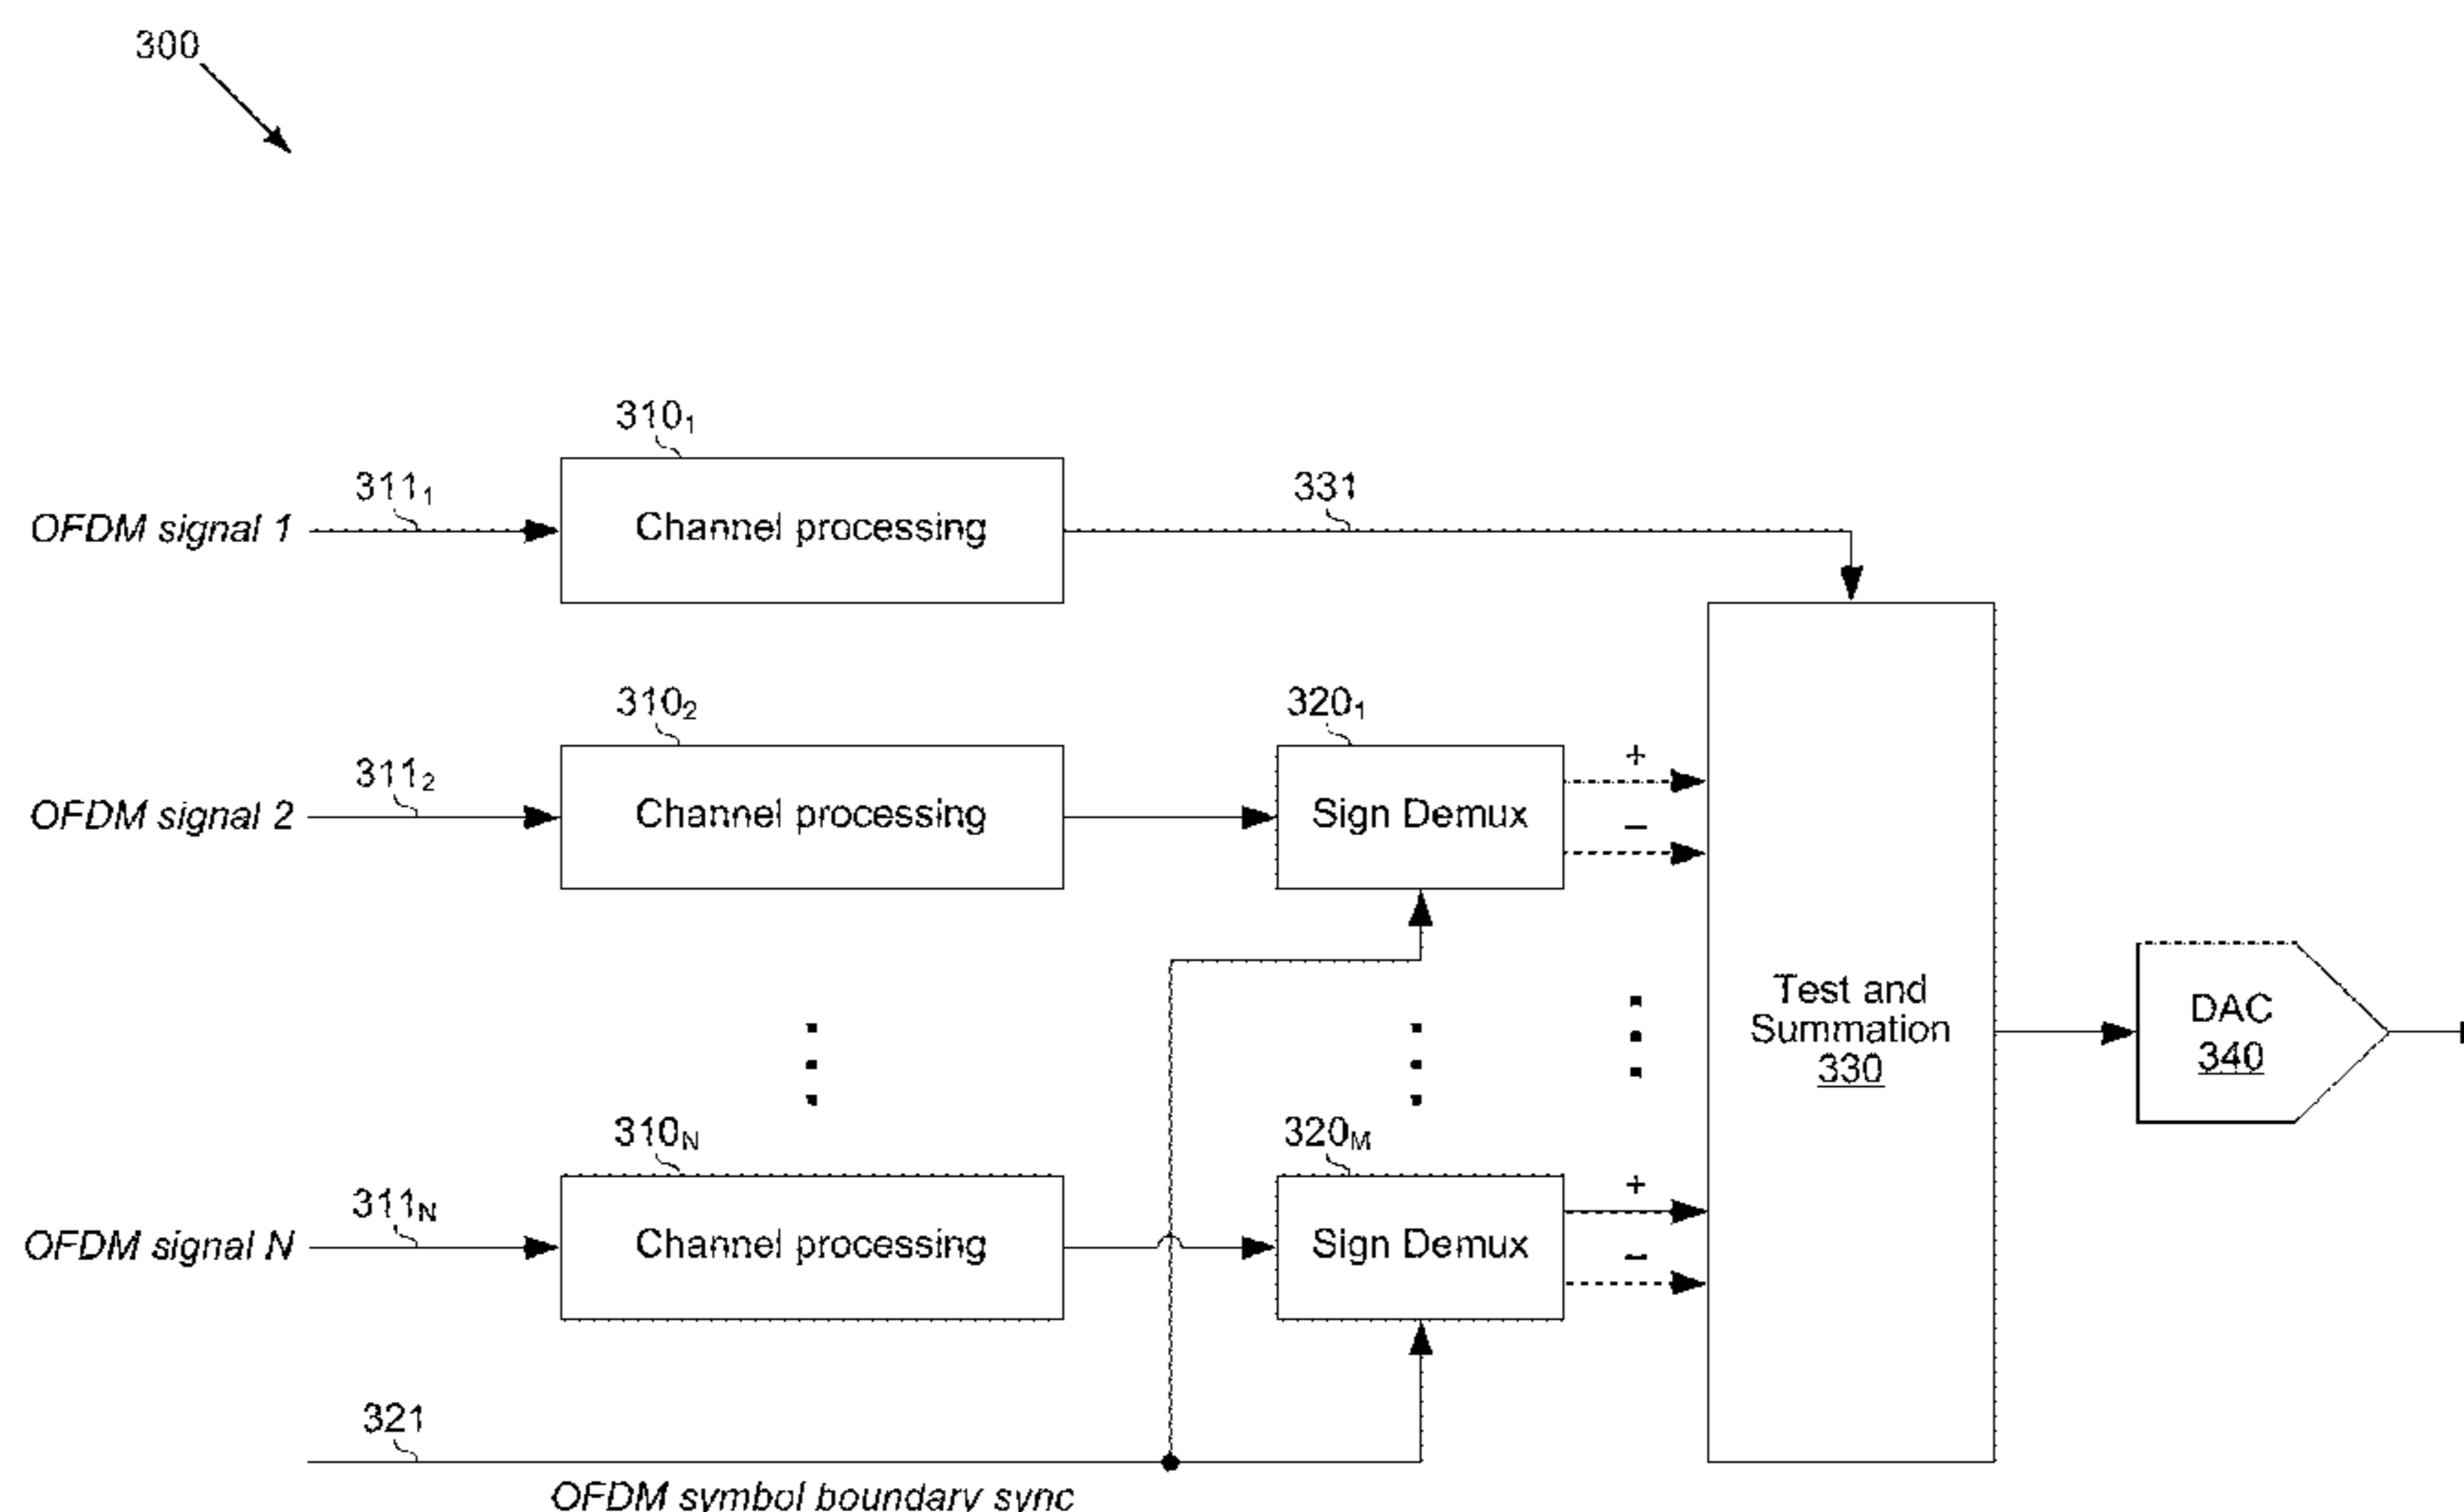 300
310₁
311₁
331
OFDM signal 1
Channel processing
310₂
320₁
311₂
+
OFDM signal 2
Channel processing
Sign Demux
–
Test and
Summation
330
DAC
340
310N
320M
311N
+
OFDM signal N
Channel processing
Sign Demux
–
321
OFDM symbol boundary sync